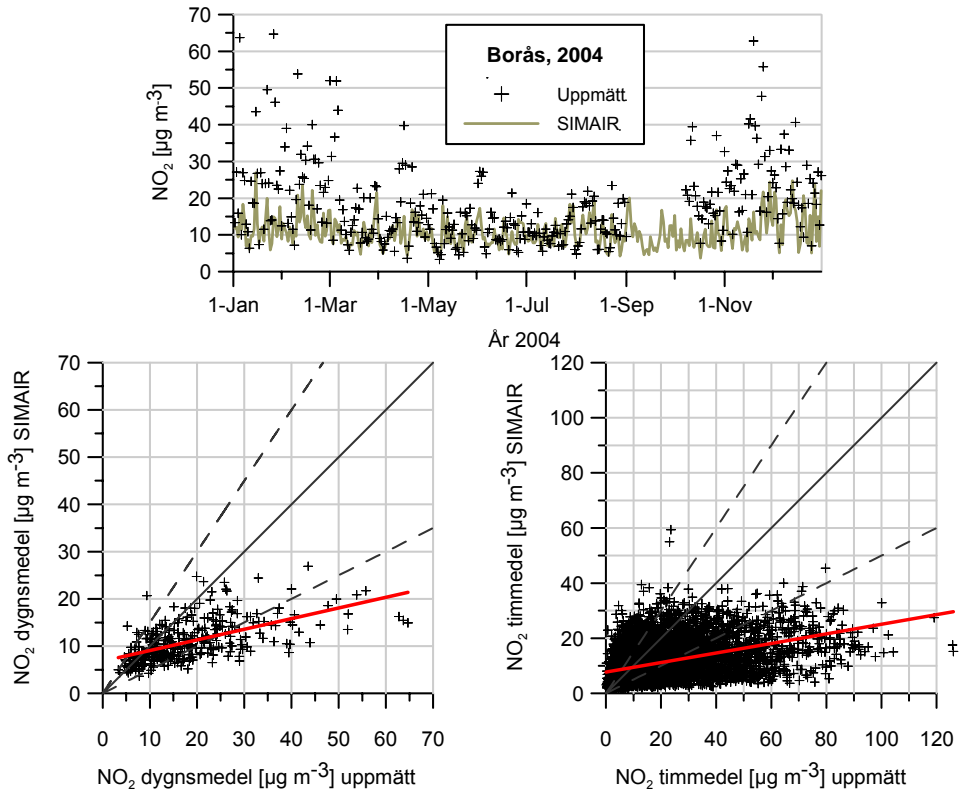 70
60
50
40
30
20
10
0
NO₂ [µg m⁻³]
Borås, 2004
Uppmätt
SIMAIR
1-Jan
1-Mar
1-May
1-Jul
1-Sep
1-Nov
År 2004
70
60
50
40
30
20
10
0
NO₂ dygnsmedel [µg m⁻³] SIMAIR
0
10
20
30
40
50
60
70
NO₂ dygnsmedel [µg m⁻³] uppmätt
120
100
80
60
40
20
0
NO₂ timmedel [µg m⁻³] SIMAIR
0
20
40
60
80
100
120
NO₂ timmedel [µg m⁻³] uppmätt